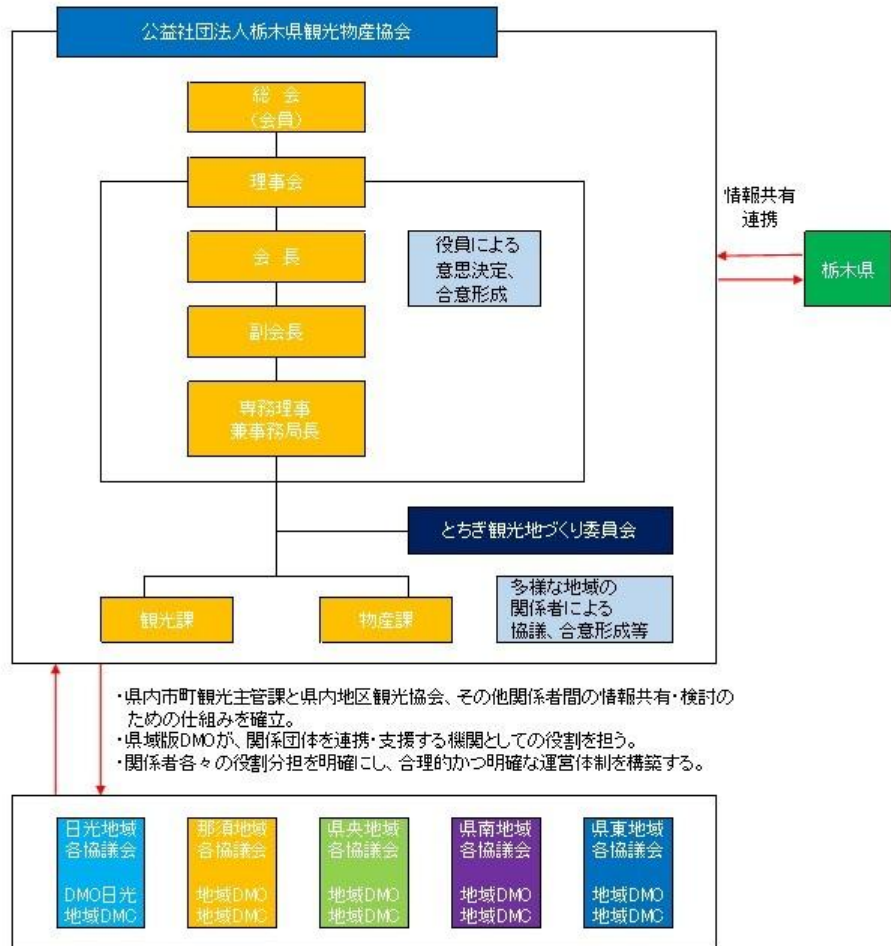 公益社団法人栃木県観光物産協会
総　会
（会員）
理事会
会　長
役員による
意思決定、
合意形成
副会長
専務理事
兼事務局長
情報共有
連携
栃木県
とちぎ観光地づくり委員会
観光課
物産課
多様な地域の
関係者による
協議、合意形成等
・県内市町観光主管課と県内地区観光協会、その他関係者間の情報共有・検討の
ための仕組みを確立。
・県域版DMOが、関係団体を連携・支援する機関としての役割を担う。
・関係者各々の役割分担を明確にし、合理的かつ明確な運営体制を構築する。
日光地域
各協議会
DMO日光
地域DMC
那須地域
各協議会
地域DMO
地域DMC
県央地域
各協議会
地域DMO
地域DMC
県南地域
各協議会
地域DMO
地域DMC
県東地域
各協議会
地域DMO
地域DMC